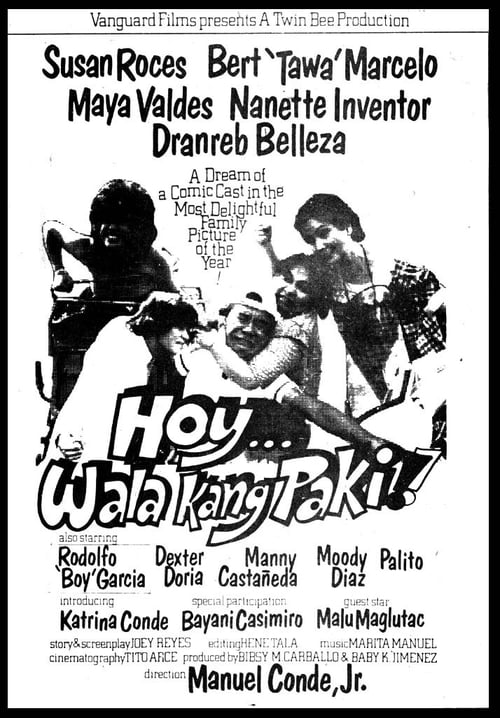 Vanguard Films presents A Twin Bee Production
Susan Roces Bert 'Tawa' Marcelo
Maya Valdes Nanette Inventor
Dranreb Belleza
A Dream of
a Comic Cast in the
Most Delightful
Family
Picture
of the
Year!
Hoy...
Wala Kang Paki!!
also starring
Rodolfo 'Boy' Garcia Dexter Doria Manny Castañeda Moody Diaz Palito
introducing Katrina Conde special participation Bayani Casimiro guest star Malu Maglutac
story & screenplay JOEY REYES editing RENE TALA music MARITA MANUEL
cinematography TITO ARCE produced by BIBSY M. CARBALLO & BABY K. JIMENEZ
direction Manuel Conde, Jr.